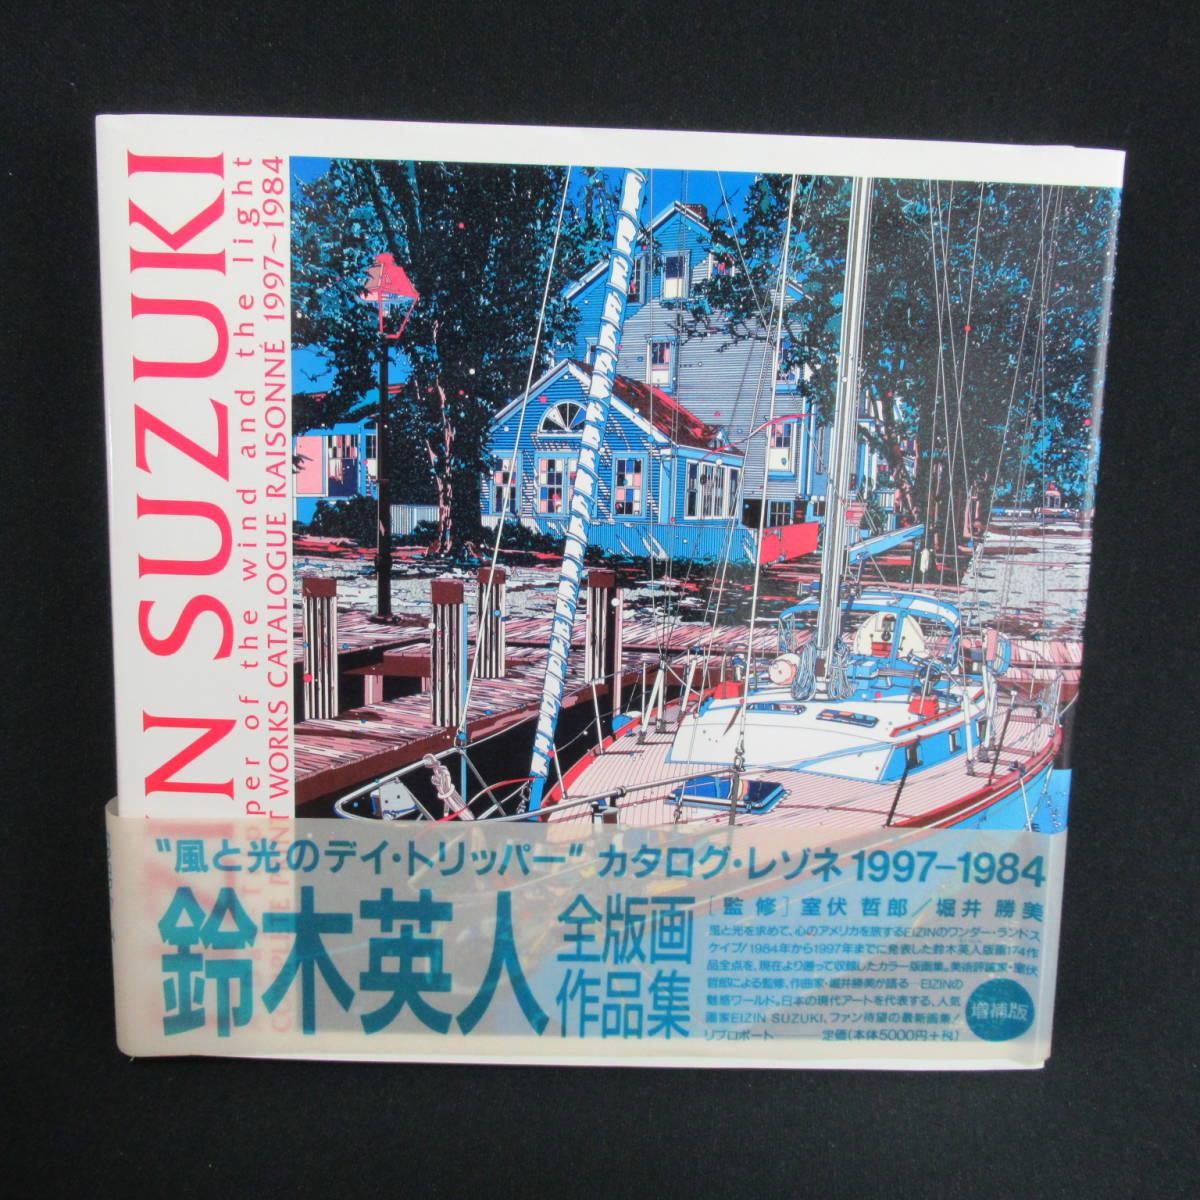 EIZIN SUZUKI
per of the wind and the light
PRINT WORKS CATALOGUE RAISONNÉ 1997~1984
"風と光のデイ・トリッパー" カタログ・レゾネ1997-1984
鈴木英人
全版画
作品集
[監修]室伏哲郎/堀井勝美
風と光を求めて、心のアメリカを旅するEIZINのワンダー・ランドス
ケイプ!1984年から1997年までに発表した鈴木英人版画174作
品全点を、現在より遡って収録したカラー版画集。美術評論家・室伏
哲郎による監修、作曲家・堀井勝美が語る EIZINの
魅惑ワールド。日本の現代アートを代表する、人気
画家EIZIN SUZUKI、ファン待望の最新画集!
リブロポート 定価(本体5000円+税)
増補版